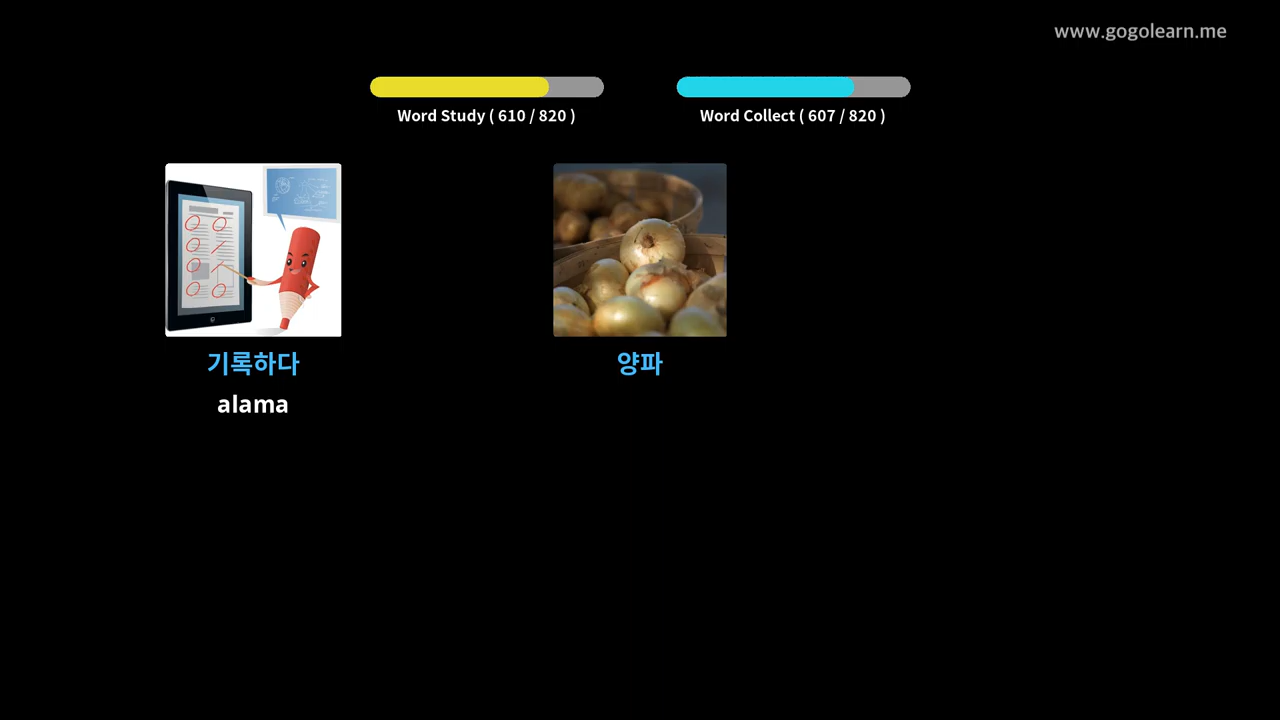 www.gogolearn.me
Word Study ( 610 / 820 )
Word Collect ( 607 / 820 )
기록하다
alama
양파